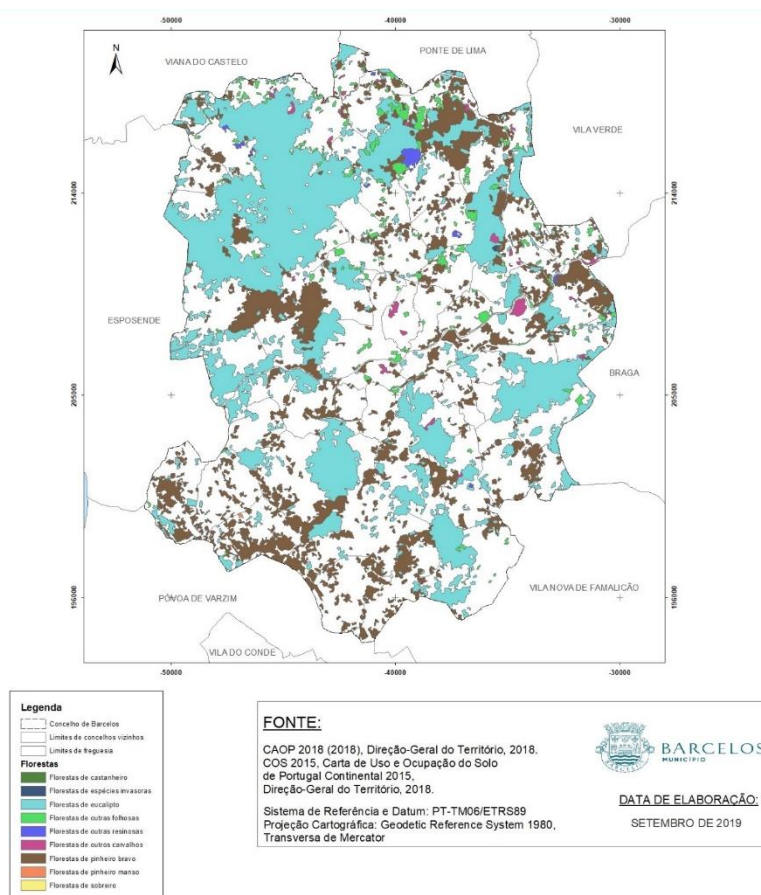 -50000
-40000
-30000
N
VIANA DO CASTELO
PONTE DE LIMA
VILA VERDE
214000
214000
ESPOSENDE
BRAGA
205000
205000
196000
196000
PÓVOA DE VARZIM
VILA NOVA DE FAMALICÃO
VILA DO CONDE
-50000
-40000
-30000
Legenda
Concelho de Barcelos
Limites de concelhos vizinhos
Limites de freguesia
Florestas
Florestas de castanheiro
Florestas de espécies invasoras
Florestas de eucalipto
Florestas de outras folhosas
Florestas de outras resinosas
Florestas de outros carvalhos
Florestas de pinheiro bravo
Florestas de pinheiro manso
Florestas de sobreiro
FONTE:
CAOP 2018 (2018), Direção-Geral do Território, 2018.
COS 2015, Carta de Uso e Ocupação do Solo
de Portugal Continental 2015,
Direção-Geral do Território, 2018.
Sistema de Referência e Datum: PT-TM06/ETRS89
Projeção Cartográfica: Geodetic Reference System 1980,
Transversa de Mercator
BARCELOS
MUNICÍPIO
DATA DE ELABORAÇÃO:
SETEMBRO DE 2019